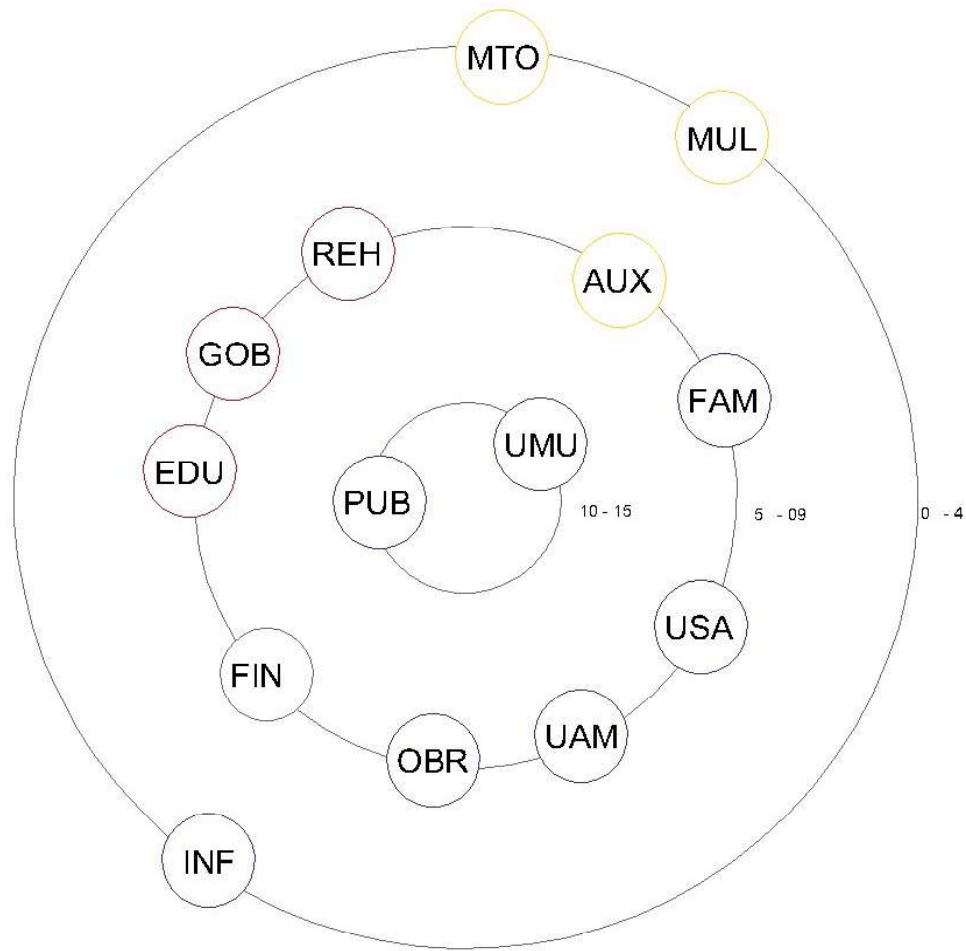 MTO
MUL
REH
AUX
GOB
FAM
UMU
EDU
PUB
10 - 15
5 - 09
0 - 4
USA
FIN
UAM
OBR
INF